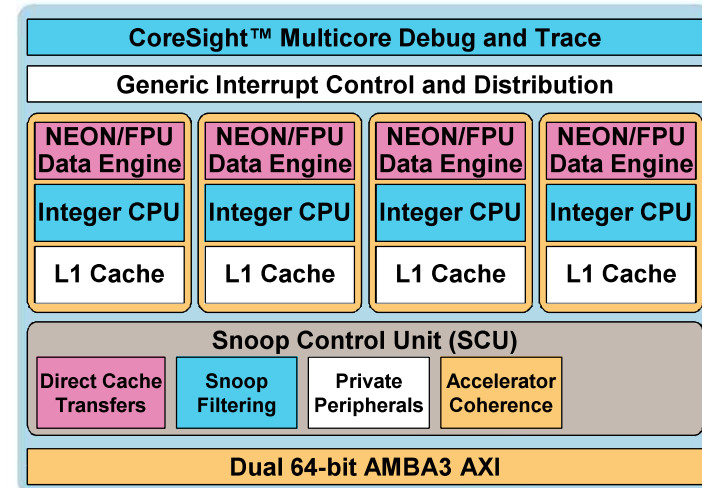 CoreSight™ Multicore Debug and Trace
Generic Interrupt Control and Distribution
NEON/FPU
Data Engine
Integer CPU
L1 Cache
NEON/FPU
Data Engine
Integer CPU
L1 Cache
NEON/FPU
Data Engine
Integer CPU
L1 Cache
NEON/FPU
Data Engine
Integer CPU
L1 Cache
Snoop Control Unit (SCU)
Direct Cache
Transfers
Snoop
Filtering
Private
Peripherals
Accelerator
Coherence
Dual 64-bit AMBA3 AXI